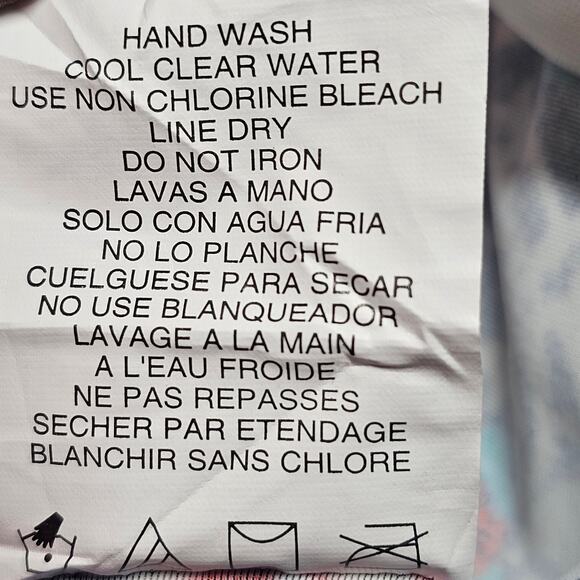 HAND WASH
COOL CLEAR WATER
USE NON CHLORINE BLEACH
LINE DRY
DO NOT IRON
LAVAS A MANO
SOLO CON AGUA FRIA
NO LO PLANCHE
CUELGUESE PARA SECAR
NO USE BLANQUEADOR
LAVAGE A LA MAIN
A L'EAU FROIDE
NE PAS REPASSES
SECHER PAR ETENDAGE
BLANCHIR SANS CHLORE